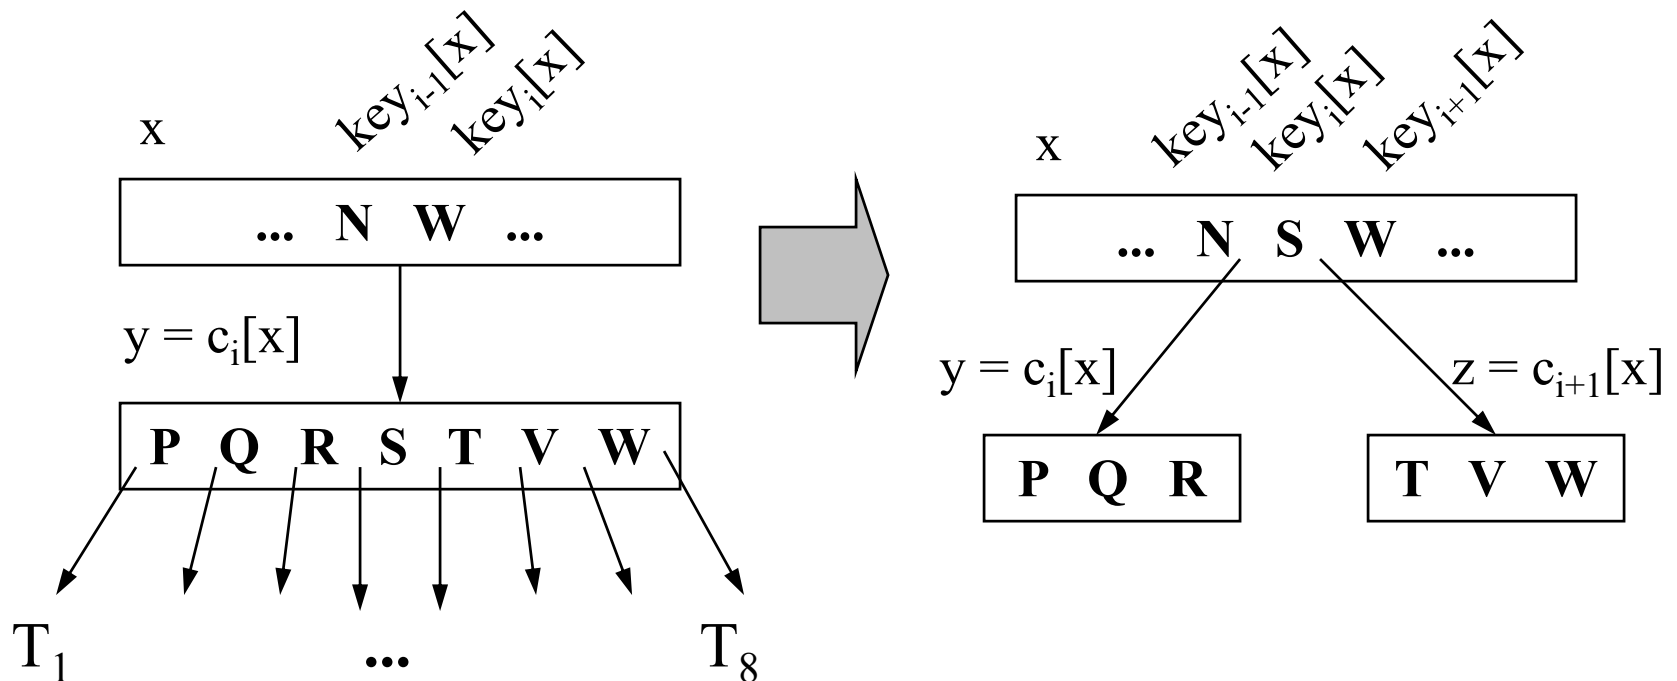 x key_{i-1}[x] key_i[x]
... N W ...
y = c_i[x]
P Q R S T V W
T_1 ... T_8
x key_{i-1}[x] key_i[x] key_{i+1}[x]
... N S W ...
y = c_i[x] z = c_{i+1}[x]
P Q R T V W